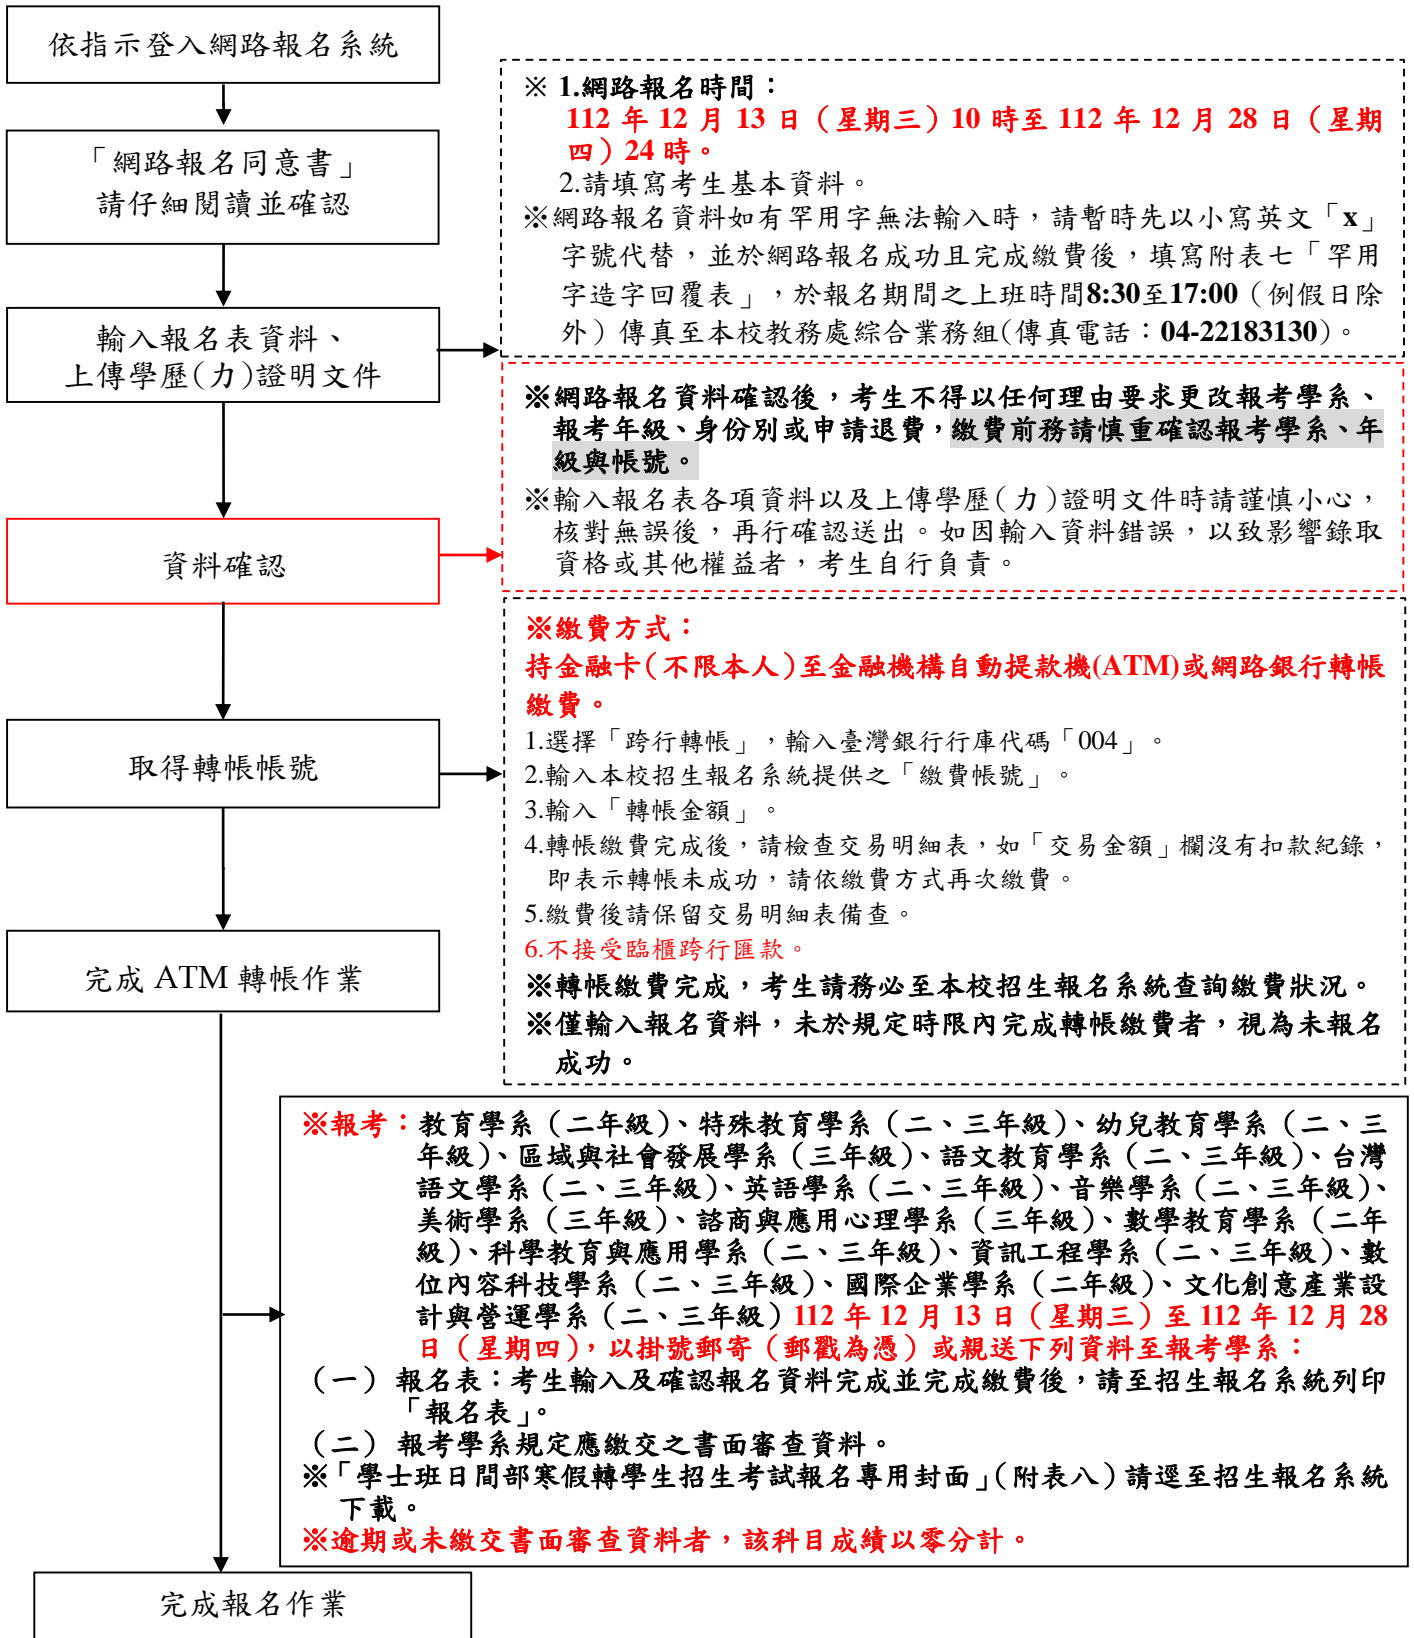 依指示登入網路報名系統
「網路報名同意書」
請仔細閱讀並確認
輸入報名表資料、
上傳學歷(力)證明文件
※ 1.網路報名時間：
112 年 12 月 13 日（星期三）10 時至 112 年 12 月 28 日（星期
四）24 時。
2.請填寫考生基本資料。
※網路報名資料如有罕用字無法輸入時，請暫時先以小寫英文「x」
字號代替，並於網路報名成功且完成繳費後，填寫附表七「罕用
字造字回覆表」，於報名期間之上班時間8:30至17:00（例假日除
外）傳真至本校教務處綜合業務組(傳真電話：04-22183130)。
資料確認
※網路報名資料確認後，考生不得以任何理由要求更改報考學系、
報考年級、身份別或申請退費，繳費前務請慎重確認報考學系、年
級與帳號。
※輸入報名表各項資料以及上傳學歷(力)證明文件時請謹慎小心，
核對無誤後，再行確認送出。如因輸入資料錯誤，以致影響錄取
資格或其他權益者，考生自行負責。
取得轉帳帳號
※繳費方式：
持金融卡(不限本人)至金融機構自動提款機(ATM)或網路銀行轉帳
繳費。
1.選擇「跨行轉帳」，輸入臺灣銀行行庫代碼「004」。
2.輸入本校招生報名系統提供之「繳費帳號」。
3.輸入「轉帳金額」。
4.轉帳繳費完成後，請檢查交易明細表，如「交易金額」欄沒有扣款紀錄，
即表示轉帳未成功，請依繳費方式再次繳費。
5.繳費後請保留交易明細表備查。
6.不接受臨櫃跨行匯款。
※轉帳繳費完成，考生請務必至本校招生報名系統查詢繳費狀況。
※僅輸入報名資料，未於規定時限內完成轉帳繳費者，視為未報名
成功。
完成 ATM 轉帳作業
※報考：教育學系（二年級）、特殊教育學系（二、三年級）、幼兒教育學系（二、三
年級）、區域與社會發展學系（三年級）、語文教育學系（二、三年級）、台灣
語文學系（二、三年級）、英語學系（二、三年級）、音樂學系（二、三年級）、
美術學系（三年級）、諮商與應用心理學系（三年級）、數學教育學系（二年
級）、科學教育與應用學系（二、三年級）、資訊工程學系（二、三年級）、數
位內容科技學系（二、三年級）、國際企業學系（二年級）、文化創意產業設
計與營運學系（二、三年級）112 年 12 月 13 日（星期三）至 112 年 12 月 28
日（星期四），以掛號郵寄（郵戳為憑）或親送下列資料至報考學系：
（一） 報名表：考生輸入及確認報名資料完成並完成繳費後，請至招生報名系統列印
「報名表」。
（二） 報考學系規定應繳交之書面審查資料。
※「學士班日間部寒假轉學生招生考試報名專用封面」（附表八）請逕至招生報名系統
下載。
※逾期或未繳交書面審查資料者，該科目成績以零分計。
完成報名作業